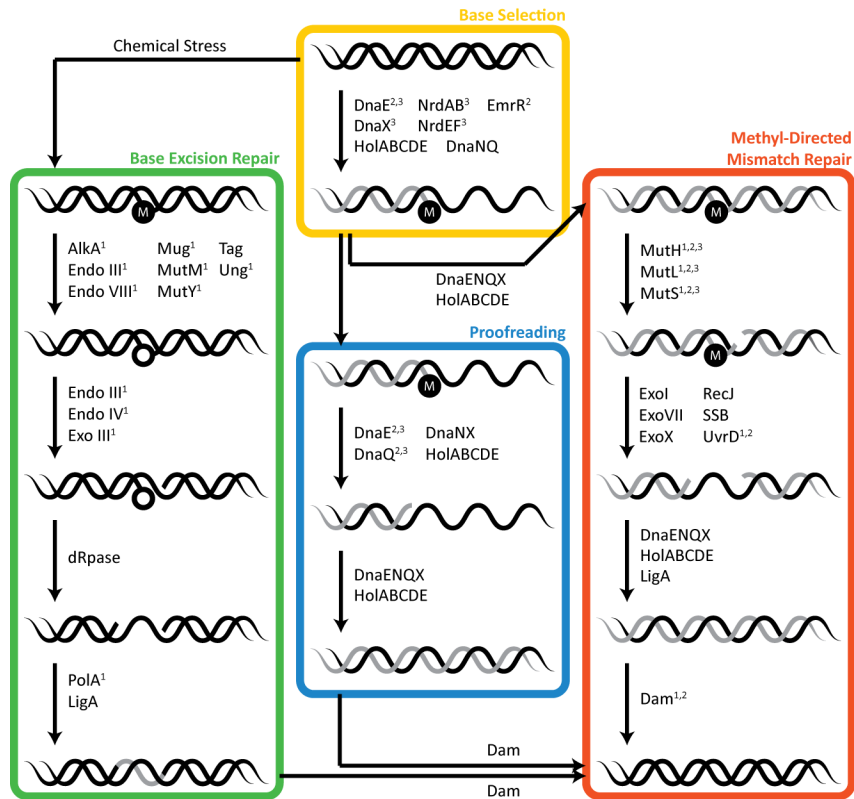 Base Selection
Chemical Stress
DnaE2,3 NrdAB3 EmrR2
DnaX3 NrdEF3
HolABCDE DnaNQ
M
DnaENQX
HolABCDE
Base Excision Repair
M
AlkA1 Mug1 Tag
Endo III1 MutM1 Ung1
Endo VIII1 MutY1
Endo III1
Endo IV1
Exo III1
dRpase
PolA1
LigA
Proofreading
M
DnaE2,3 DnaNX
DnaQ2,3 HolABCDE
DnaENQX
HolABCDE
Methyl-Directed
Mismatch Repair
M
MutH1,2,3
MutL1,2,3
MutS1,2,3
M
ExoI RecJ
ExoVII SSB
ExoX UvrD1,2
DnaENQX
HolABCDE
LigA
Dam1,2
Dam
Dam